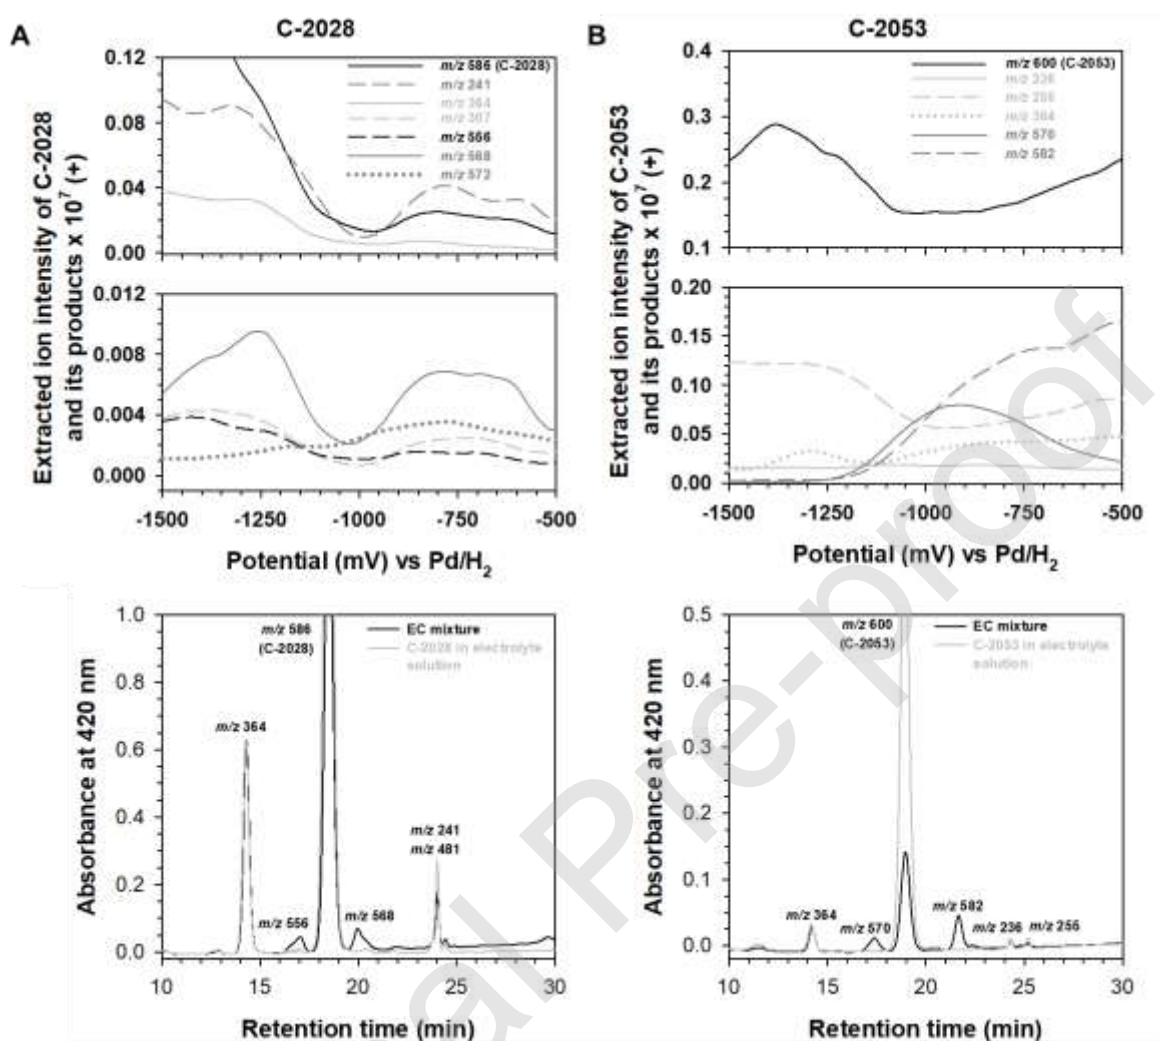 A
C-2028
Extracted ion intensity of C-2028
and its products x 10⁷ (+)
0.12
0.08
0.04
0.00
m/z 586 (C-2028)
m/z 241
m/z 364
m/z 367
m/z 556
m/z 568
m/z 572
0.012
0.008
0.004
0.000
-1500
-1250
-1000
-750
-500
Potential (mV) vs Pd/H₂
B
C-2053
Extracted ion intensity of C-2053
and its products x 10⁷ (+)
0.4
0.3
0.2
0.1
m/z 600 (C-2053)
m/z 236
m/z 256
m/z 364
m/z 570
m/z 582
0.20
0.15
0.10
0.05
0.00
-1500
-1250
-1000
-750
-500
Potential (mV) vs Pd/H₂
Absorbance at 420 nm
1.0
0.8
0.6
0.4
0.2
0.0
m/z 586
(C-2028)
EC mixture
C-2028 in electrolyte
solution
m/z 364
m/z 556
m/z 568
m/z 241
m/z 481
10
15
20
25
30
Retention time (min)
Absorbance at 420 nm
0.5
0.4
0.3
0.2
0.1
0.0
m/z 600
(C-2053)
EC mixture
C-2053 in electrolyte
solution
m/z 364
m/z 570
m/z 582
m/z 236
m/z 256
10
15
20
25
30
Retention time (min)
al Pre-proof